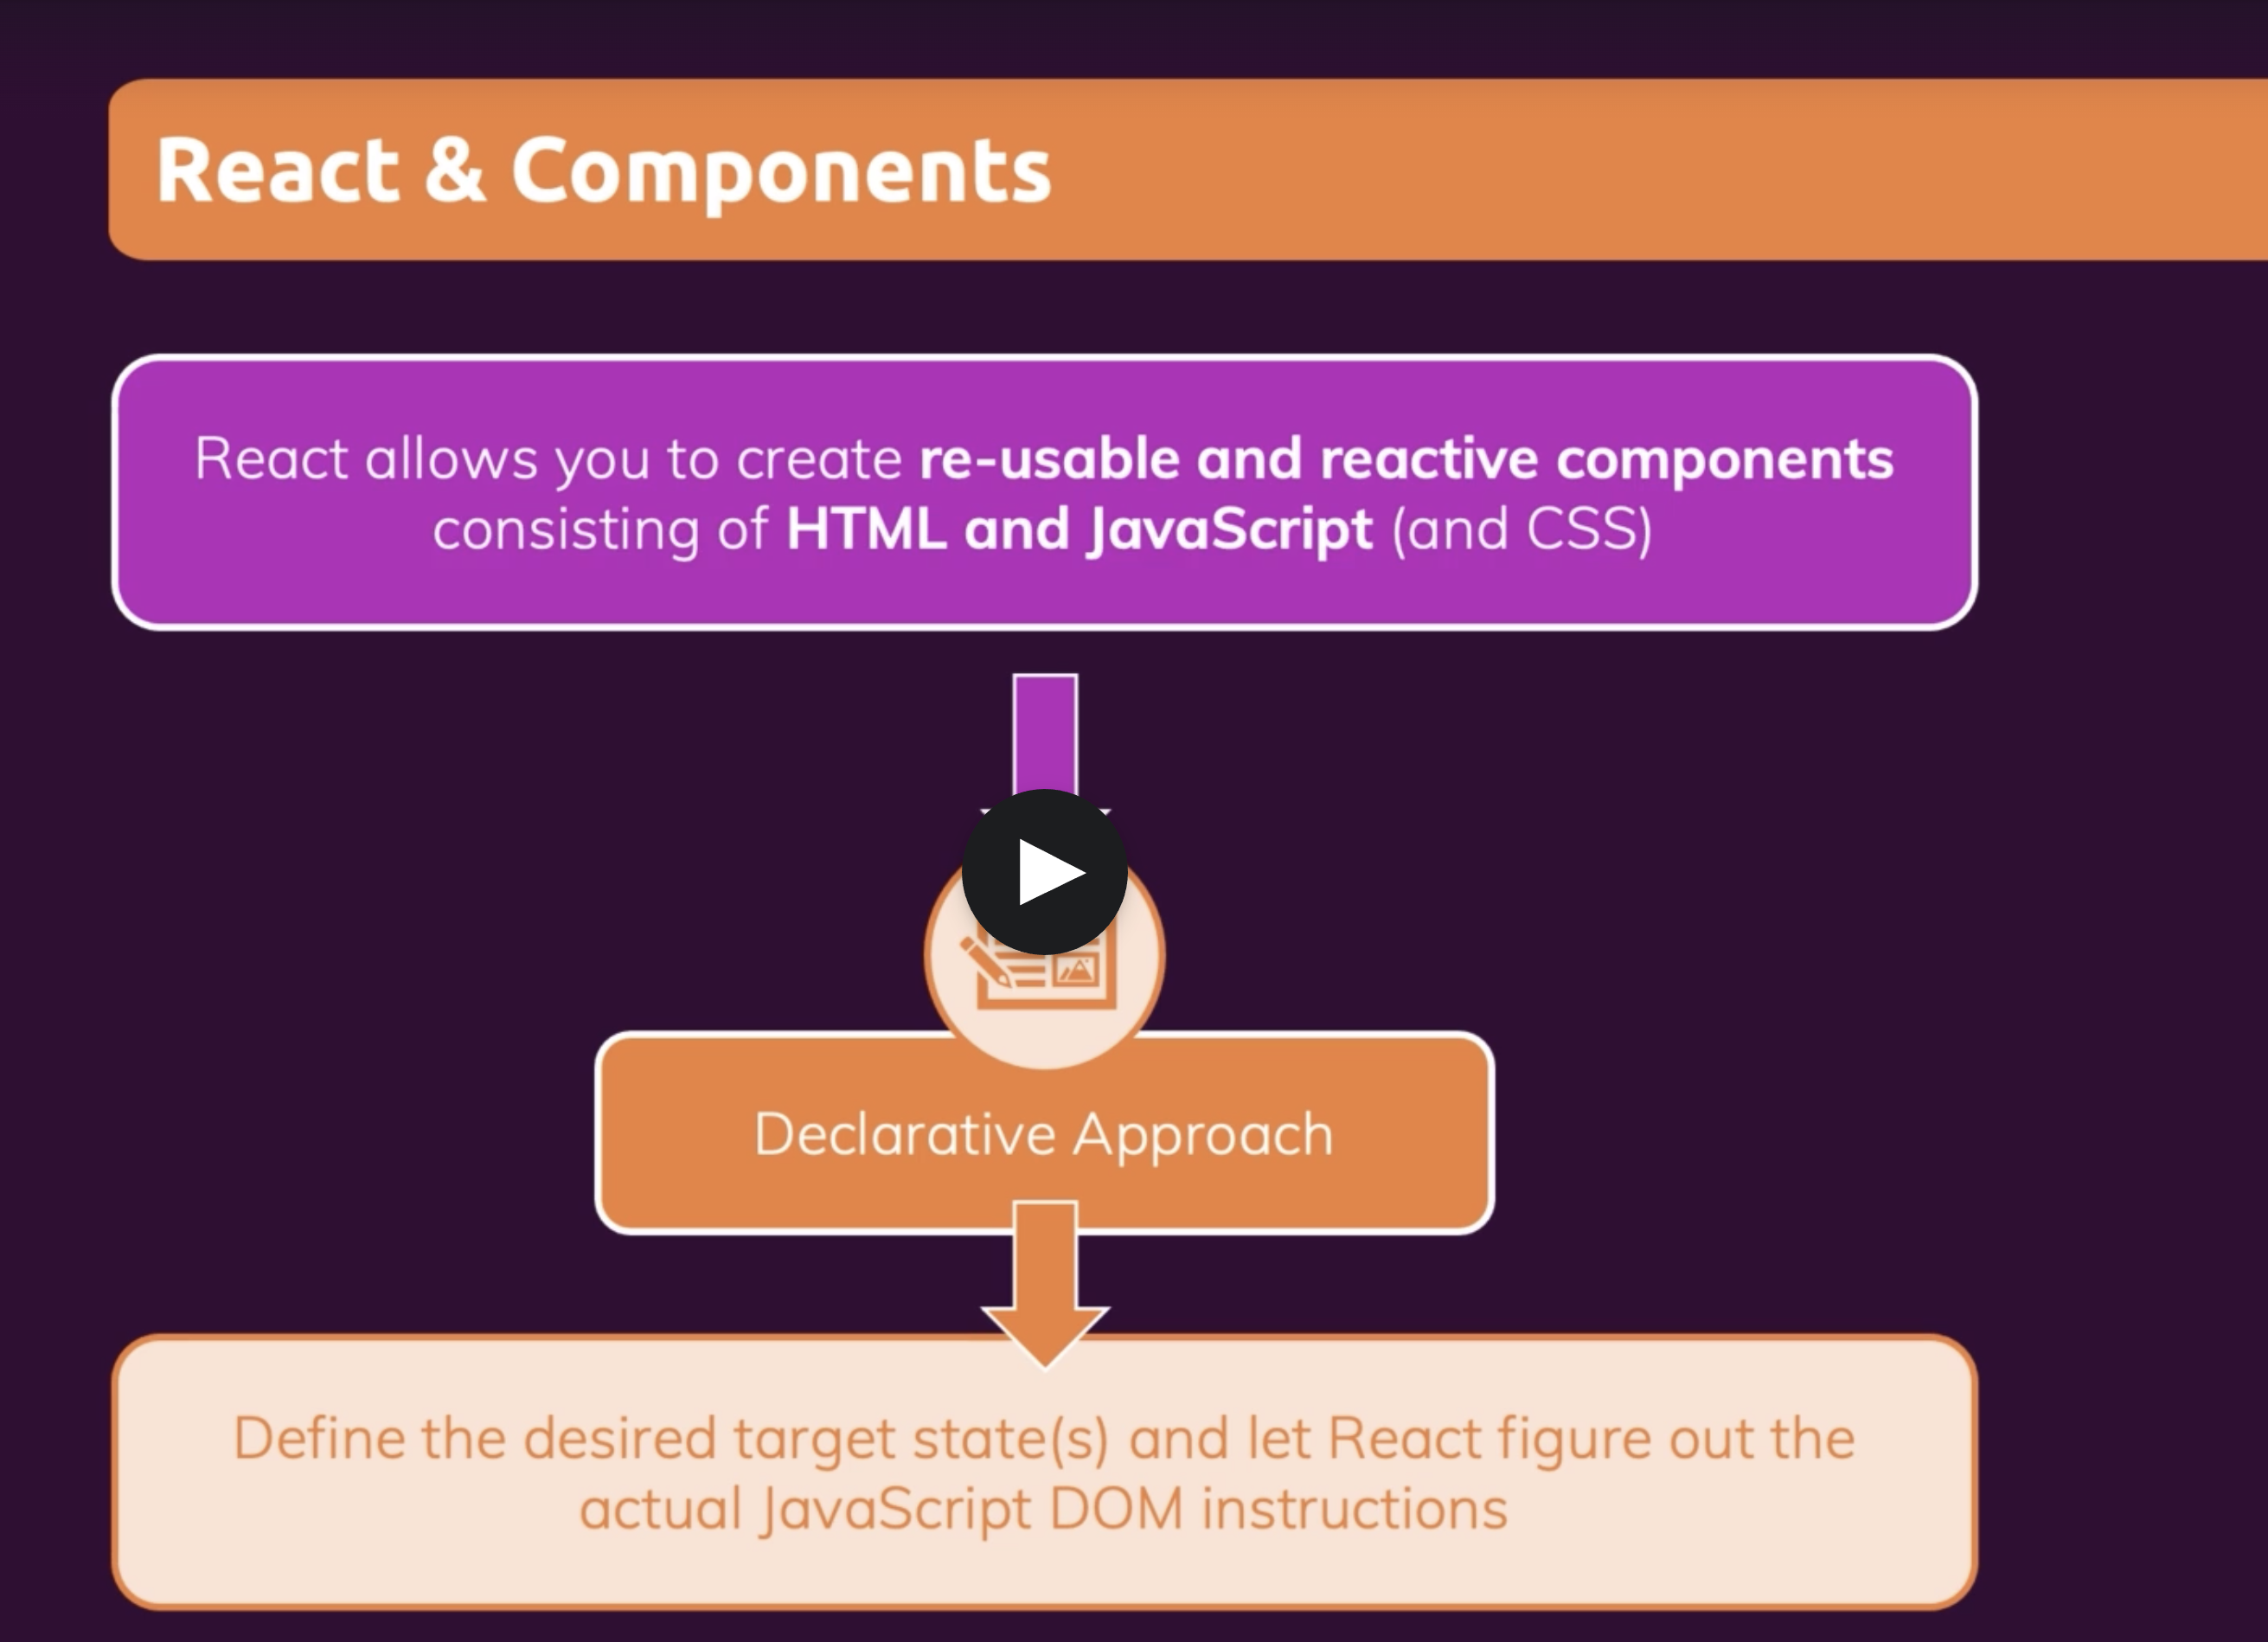 React & Components
React allows you to create re-usable and reactive components
consisting of HTML and JavaScript (and CSS)
Declarative Approach
Define the desired target state(s) and let React figure out the
actual JavaScript DOM instructions